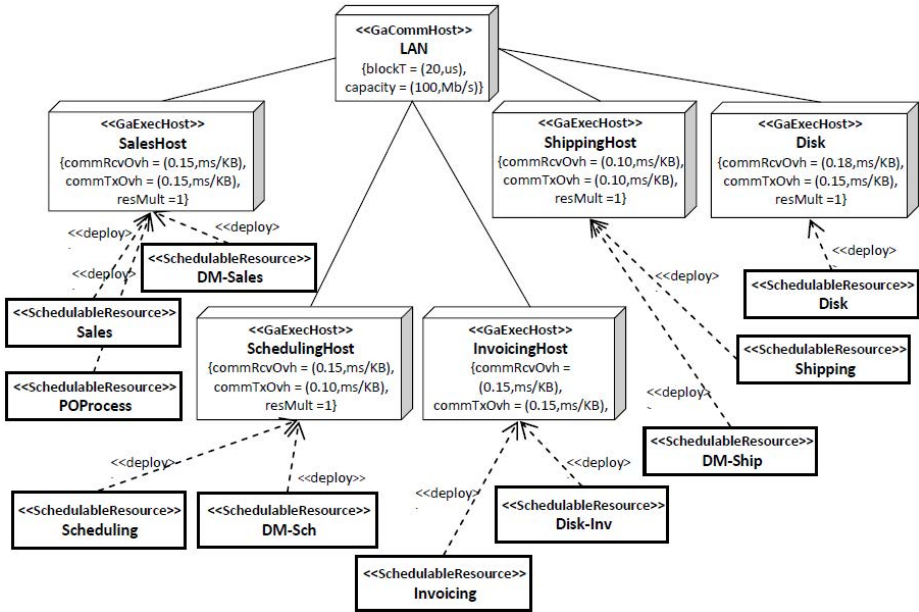 <<GaCommHost>>
LAN
{blockT = (20,us),
capacity = (100,Mb/s)}
<<GaExecHost>>
SalesHost
{commRcvOvh = (0.15,ms/KB),
commTxOvh = (0.15,ms/KB),
resMult =1}
<<GaExecHost>>
ShippingHost
{commRcvOvh = (0.10,ms/KB),
commTxOvh = (0.10,ms/KB),
resMult =1}
<<GaExecHost>>
Disk
{commRcvOvh = (0.18,ms/KB),
commTxOvh = (0.15,ms/KB),
resMult =1}
<<deploy>
<<deploy>
<<deploy>
<<SchedulableResource>>
DM-Sales
<<SchedulableResource>>
Sales
<<SchedulableResource>>
POProcess
<<deploy>
<<SchedulableResource>>
Disk
<<deploy>
<<SchedulableResource>>
Shipping
<<GaExecHost>>
SchedulingHost
{commRcvOvh = (0.15,ms/KB),
commTxOvh = (0.10,ms/KB),
resMult =1}
<<GaExecHost>>
InvoicingHost
{commRcvOvh =
(0.15,ms/KB),
commTxOvh = (0.15,ms/KB),
<<deploy>
<<SchedulableResource>>
DM-Ship
<<deploy>
<<deploy>>
<<deploy>
<<deploy>
<<SchedulableResource>>
Scheduling
<<SchedulableResource>>
DM-Sch
<<SchedulableResource>>
Disk-Inv
<<SchedulableResource>>
Invoicing